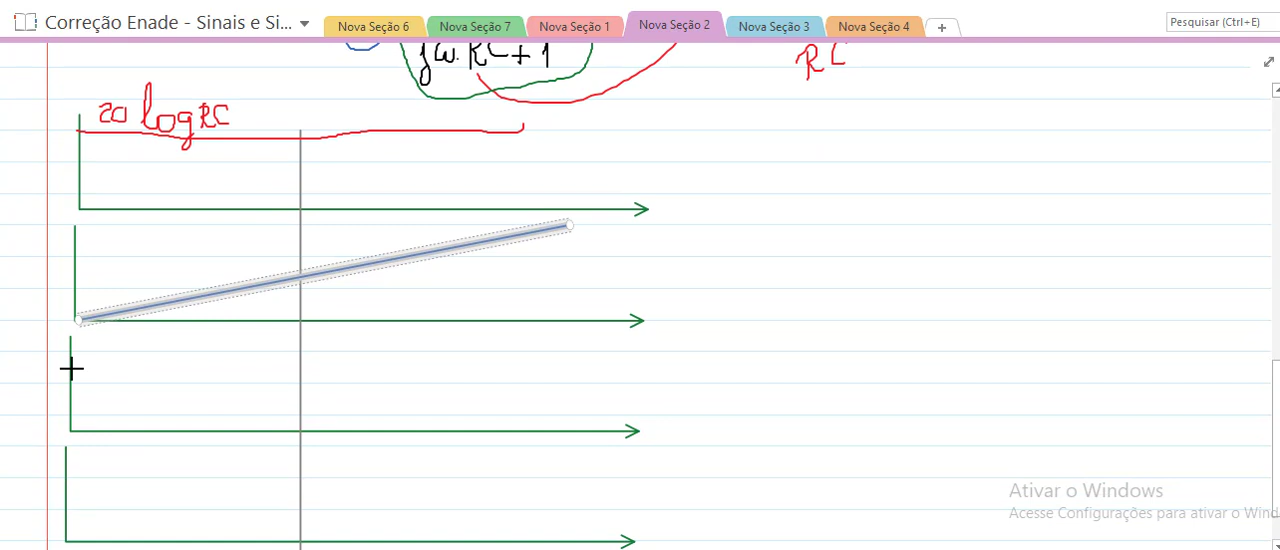 Correção Enade - Sinais e Si...
Nova Seção 6
Nova Seção 7
Nova Seção 1
Nova Seção 2
Nova Seção 3
Nova Seção 4
Pesquisar (Ctrl+E)
jω.RC+1
RC
20 log RC
Ativar o Windows
Acesse Configurações para ativar o Wind